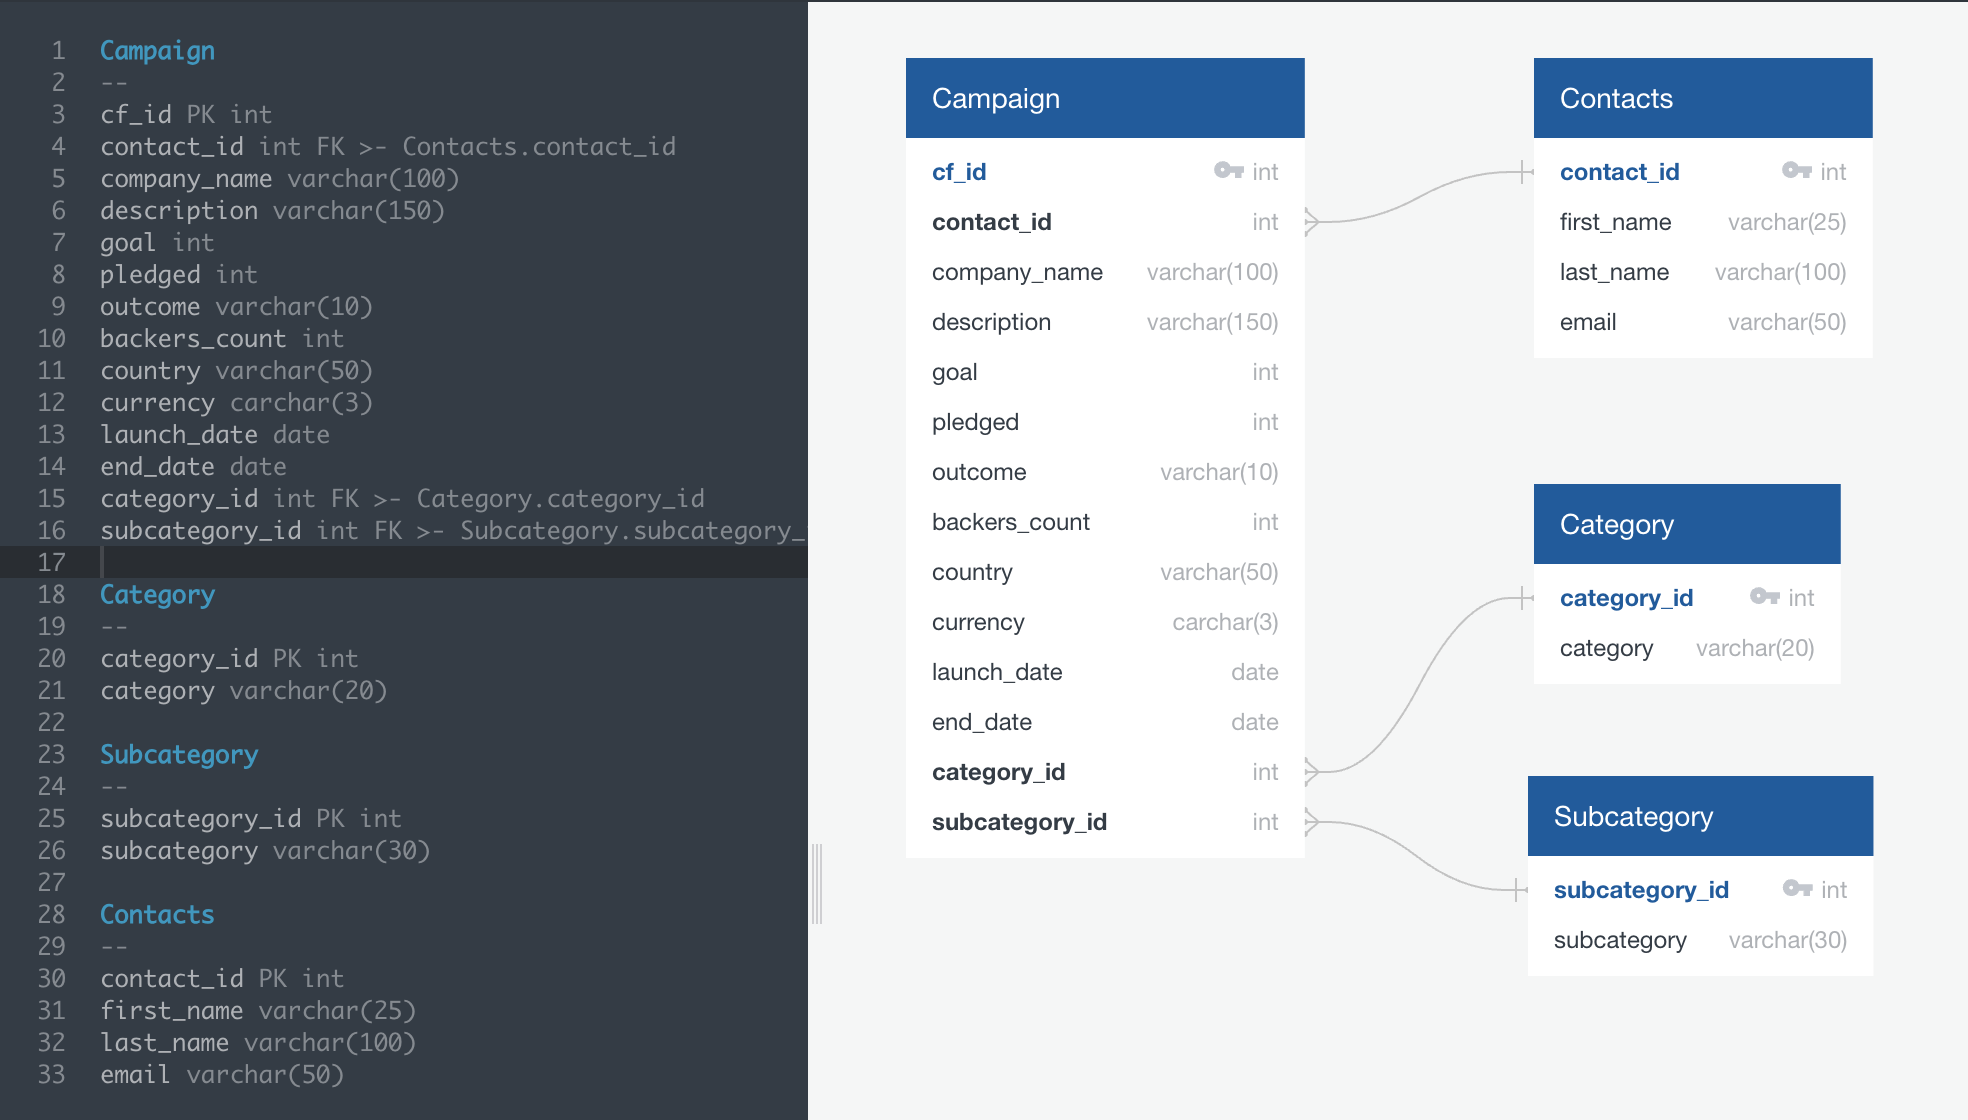 1 Campaign
2 --
3 cf_id PK int
4 contact_id int FK >- Contacts.contact_id
5 company_name varchar(100)
6 description varchar(150)
7 goal int
8 pledged int
9 outcome varchar(10)
10 backers_count int
11 country varchar(50)
12 currency carchar(3)
13 launch_date date
14 end_date date
15 category_id int FK >- Category.category_id
16 subcategory_id int FK >- Subcategory.subcategory_
17
18 Category
19 --
20 category_id PK int
21 category varchar(20)
22
23 Subcategory
24 --
25 subcategory_id PK int
26 subcategory varchar(30)
27
28 Contacts
29 --
30 contact_id PK int
31 first_name varchar(25)
32 last_name varchar(100)
33 email varchar(50)
Campaign
cf_id int
contact_id int
company_name varchar(100)
description varchar(150)
goal int
pledged int
outcome varchar(10)
backers_count int
country varchar(50)
currency carchar(3)
launch_date date
end_date date
category_id int
subcategory_id int
Contacts
contact_id int
first_name varchar(25)
last_name varchar(100)
email varchar(50)
Category
category_id int
category varchar(20)
Subcategory
subcategory_id int
subcategory varchar(30)